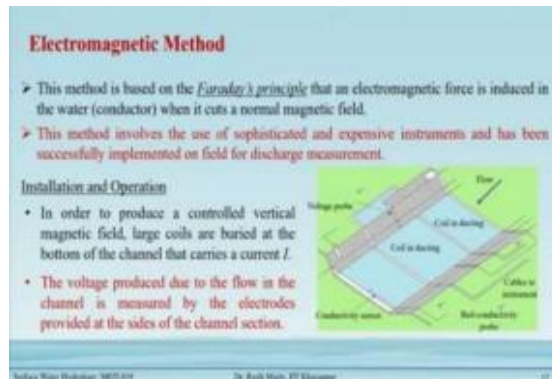 Electromagnetic Method
➤ This method is based on the Faraday's principle that an electromagnetic force is induced in
the water (conductor) when it cuts a normal magnetic field.
➤ This method involves the use of sophisticated and expensive instruments and has been
successfully implemented on field for discharge measurement.
Installation and Operation
• In order to produce a controlled vertical
magnetic field, large coils are buried at the
bottom of the channel that carries a current I.
• The voltage produced due to the flow in the
channel is measured by the electrodes
provided at the sides of the channel section.
Flow
Voltage probe
Coil in ducting
Coil in ducting
Cables to
instrument
Bed conductivity
probe
Conductivity sensor
Surface Water Hydrology:
Dr. IIT Kharagpur